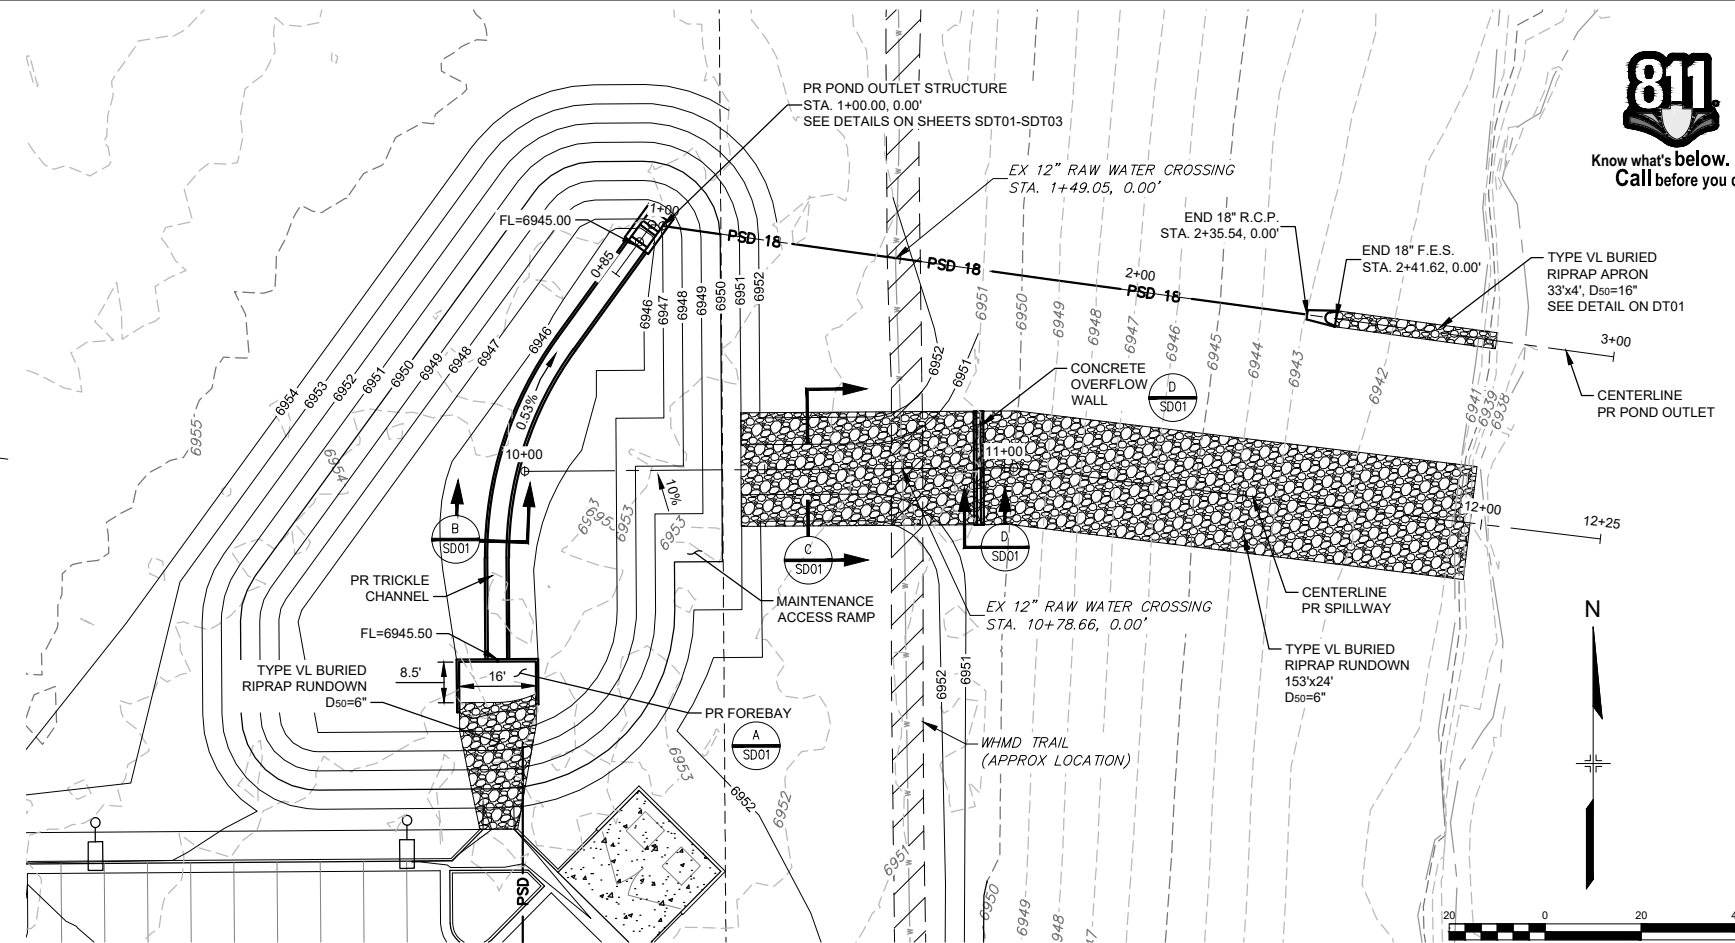 PR POND OUTLET STRUCTURE
STA. 1+00.00, 0.00'
SEE DETAILS ON SHEETS SDT01-SDT03
811
Know what's below.
Call before you
EX 12" RAW WATER CROSSING
STA. 1+49.05, 0.00'
FL=6945.00
1+00
0+85
PSD 18
PSD 18
2+00
PSD 18
END 18" R.C.P.
STA. 2+35.54, 0.00'
END 18" F.E.S.
STA. 2+41.62, 0.00'
TYPE VL BURIED
RIPRAP APRON
33'x4', D50=16"
SEE DETAIL ON DT01
3+00
CENTERLINE
PR POND OUTLET
6946
6947
6948
6949
6950
6951
6952
6951
6950
6949
6948
6947
6946
6945
6944
6943
6942
6941
6939
6938
6954
6953
6952
6951
6950
6949
6948
6947
6946
6955
6954
6952
6951
CONCRETE
OVERFLOW
WALL
D
SD01
0.53%
10+00
11+00
12+00
12+25
10%
6953
6953
6953
B
SD01
C
SD01
D
SD01
PR TRICKLE
CHANNEL
MAINTENANCE
ACCESS RAMP
EX 12" RAW WATER CROSSING
STA. 10+78.66, 0.00'
CENTERLINE
PR SPILLWAY
N
FL=6945.50
TYPE VL BURIED
RIPRAP RUNDOWN
D50=6"
8.5'
16'
PR FOREBAY
A
SD01
TYPE VL BURIED
RIPRAP RUNDOWN
153'x24'
D50=6"
WHMD TRAIL
(APPROX LOCATION)
6952
6951
6953
6952
6952
6951
6950
6949
PSD
20
0
20